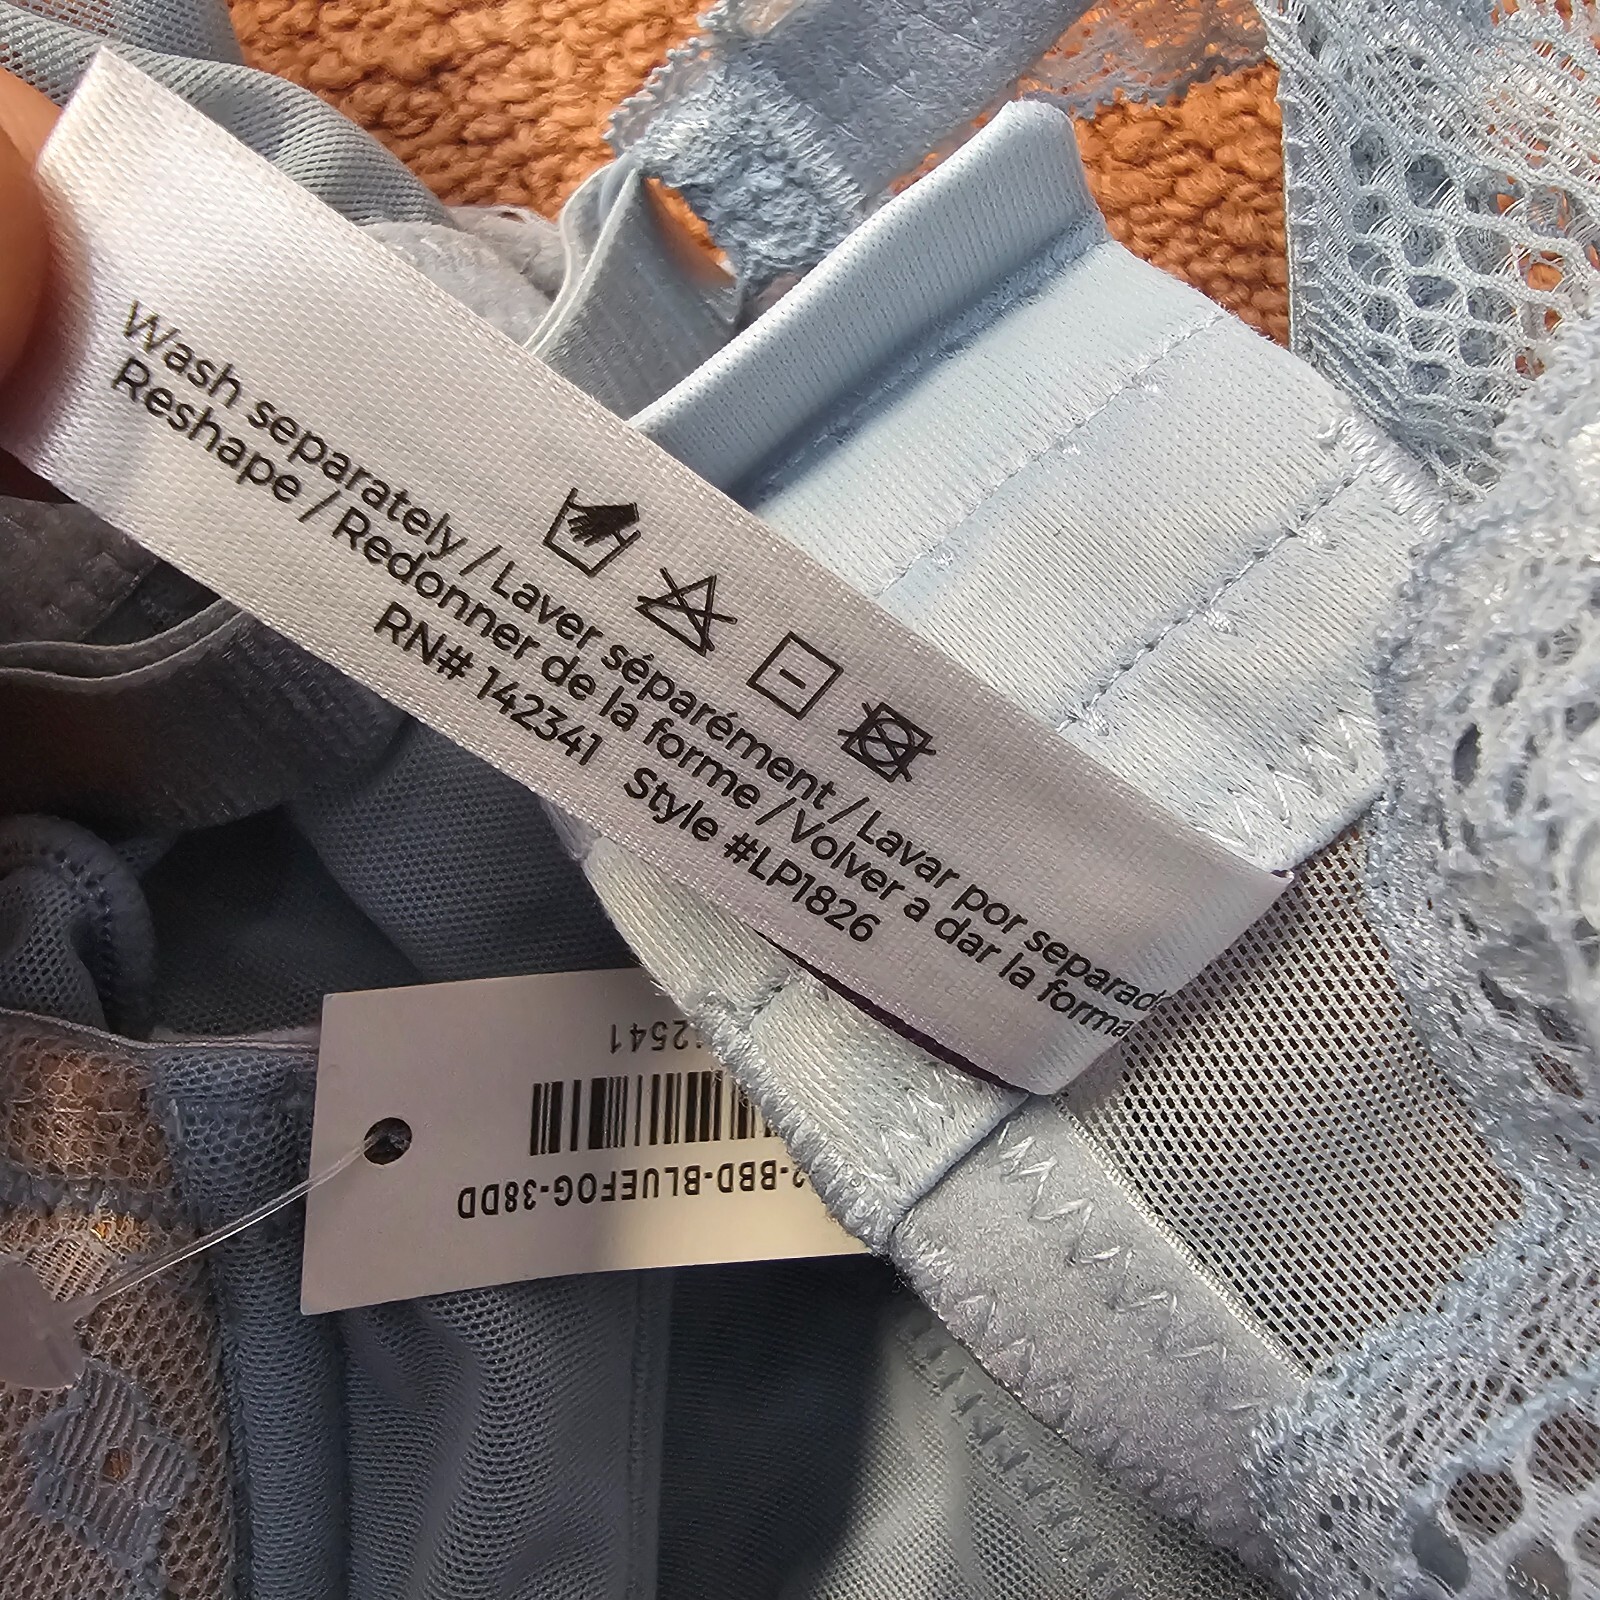 Wash separately / Laver séparément / Lavar por separado
Reshape / Redonner de la forme / Volver a dar la forma
RN# 142341 Style #LP1826
2541
-BBD-BLUEFOG-38DD